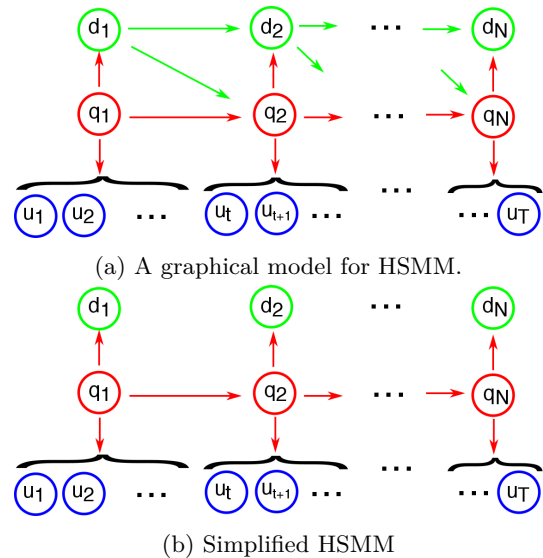 d1 d2 ... dN
q1 q2 ... qN
u1 u2 ... ut ut+1 ... ... uT
(a) A graphical model for HSMM.
d1 d2 ... dN
q1 q2 ... qN
u1 u2 ... ut ut+1 ... ... uT
(b) Simplified HSMM